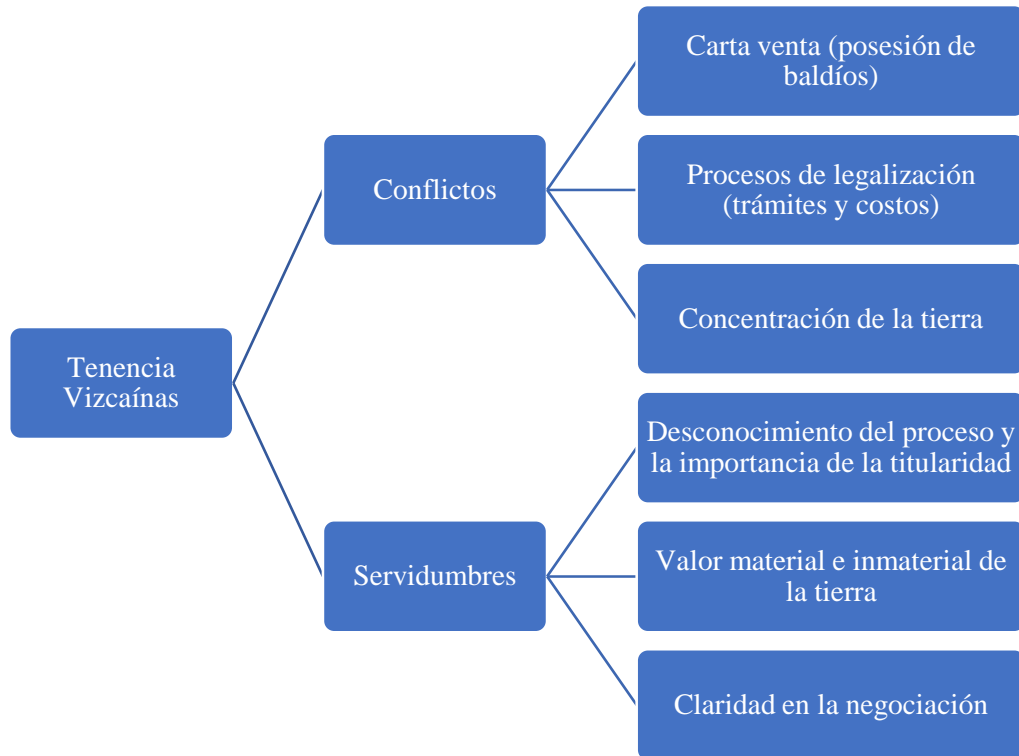 Carta venta (posesión de
baldíos)
Conflictos
Procesos de legalización
(trámites y costos)
Concentración de la tierra
Tenencia
Vizcaínas
Desconocimiento del proceso y
la importancia de la titularidad
Servidumbres
Valor material e inmaterial de
la tierra
Claridad en la negociación